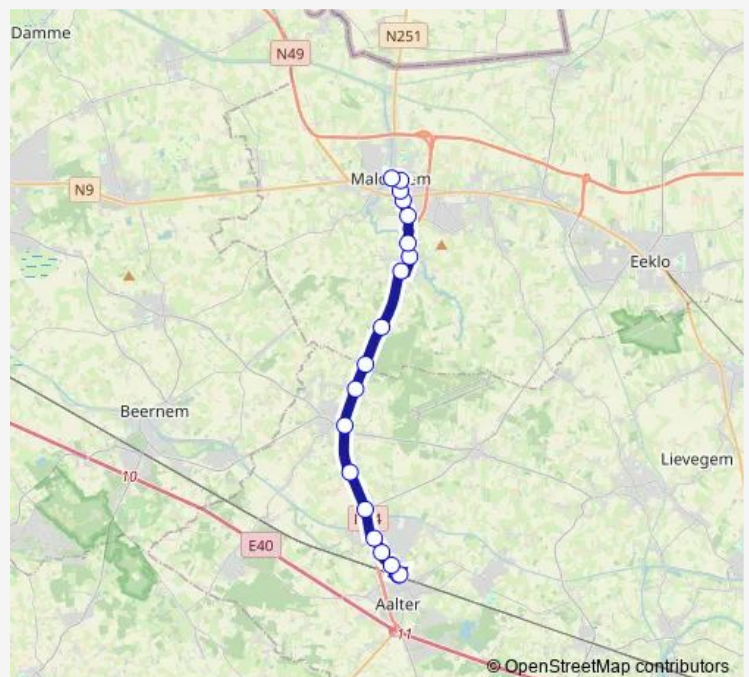 Damme
N251
N49
N9
Eeklo
Beernem
Lievegem
10
E40
Aalter
11
© OpenStreetMap contributors